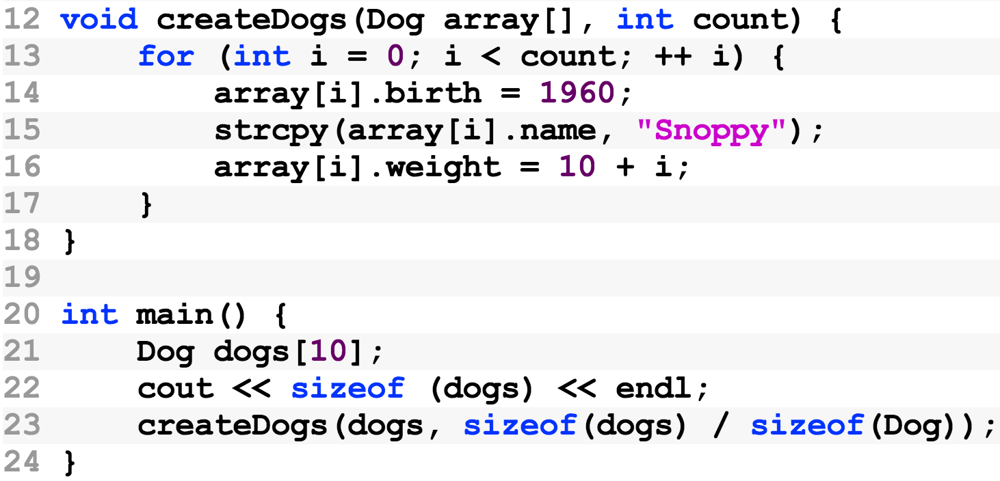 12 void createDogs(Dog array[], int count) {
13     for (int i = 0; i < count; ++ i) {
14         array[i].birth = 1960;
15         strcpy(array[i].name, "Snoppy");
16         array[i].weight = 10 + i;
17     }
18 }
19
20 int main() {
21     Dog dogs[10];
22     cout << sizeof (dogs) << endl;
23     createDogs(dogs, sizeof(dogs) / sizeof(Dog));
24 }